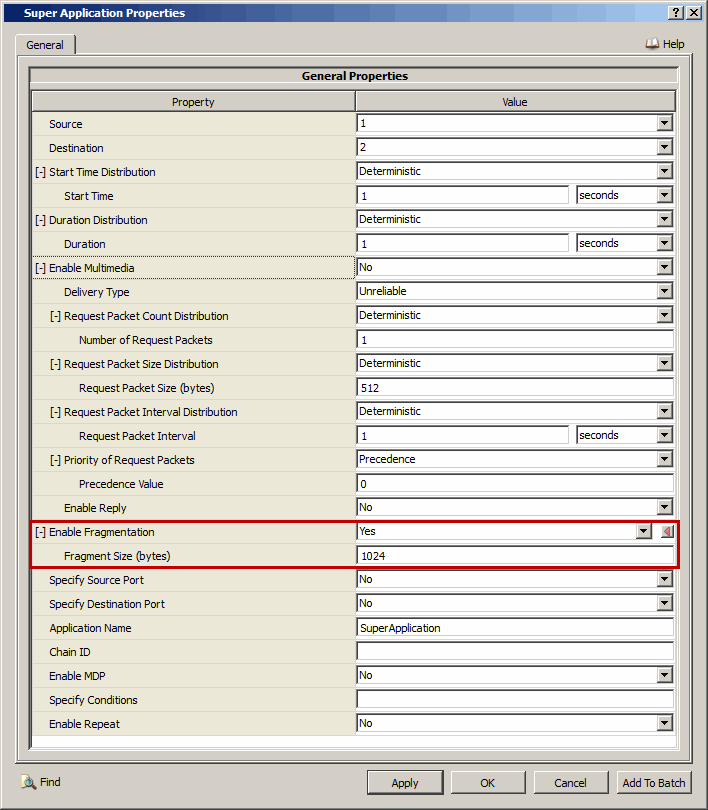 Super Application Properties
General
Help
General Properties
Property Value
Source 1
Destination 2
[-] Start Time Distribution Deterministic
Start Time 1 seconds
[-] Duration Distribution Deterministic
Duration 1 seconds
[-] Enable Multimedia No
Delivery Type Unreliable
[-] Request Packet Count Distribution Deterministic
Number of Request Packets 1
[-] Request Packet Size Distribution Deterministic
Request Packet Size (bytes) 512
[-] Request Packet Interval Distribution Deterministic
Request Packet Interval 1 seconds
[-] Priority of Request Packets Precedence
Precedence Value 0
Enable Reply No
[-] Enable Fragmentation Yes
Fragment Size (bytes) 1024
Specify Source Port No
Specify Destination Port No
Application Name SuperApplication
Chain ID
Enable MDP No
Specify Conditions
Enable Repeat No
Find Apply OK Cancel Add To Batch